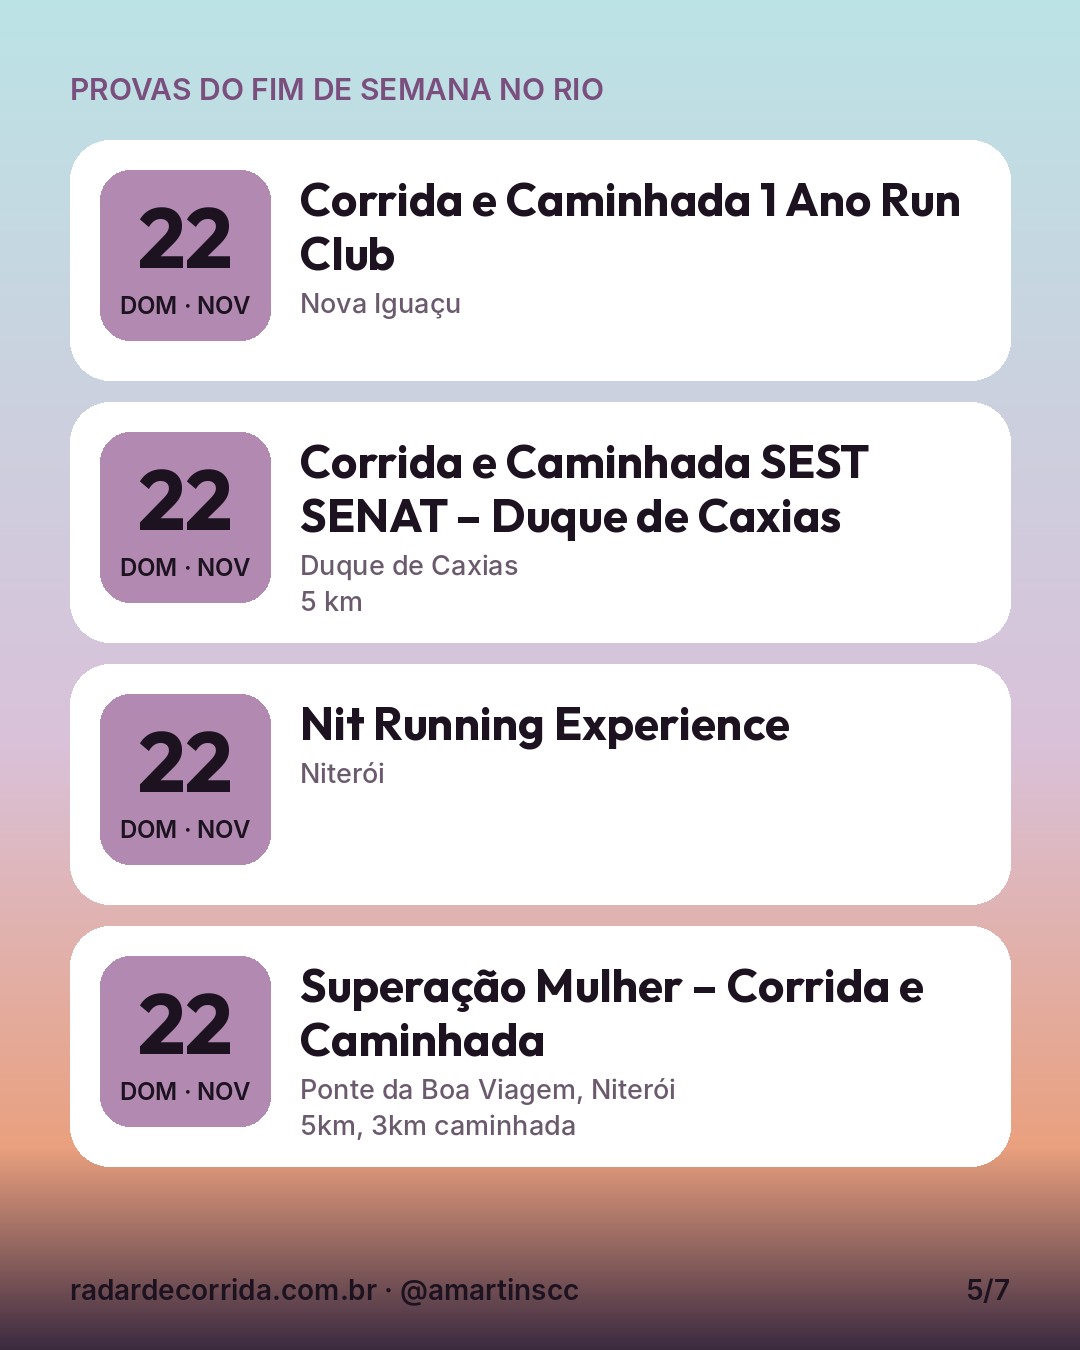 PROVAS DO FIM DE SEMANA NO RIO
22
DOM · NOV
Corrida e Caminhada 1 Ano Run
Club
Nova Iguaçu
22
DOM · NOV
Corrida e Caminhada SEST
SENAT – Duque de Caxias
Duque de Caxias
5 km
22
DOM · NOV
Nit Running Experience
Niterói
22
DOM · NOV
Superação Mulher – Corrida e
Caminhada
Ponte da Boa Viagem, Niterói
5km, 3km caminhada
radardecorrida.com.br · @amartinscc
5/7